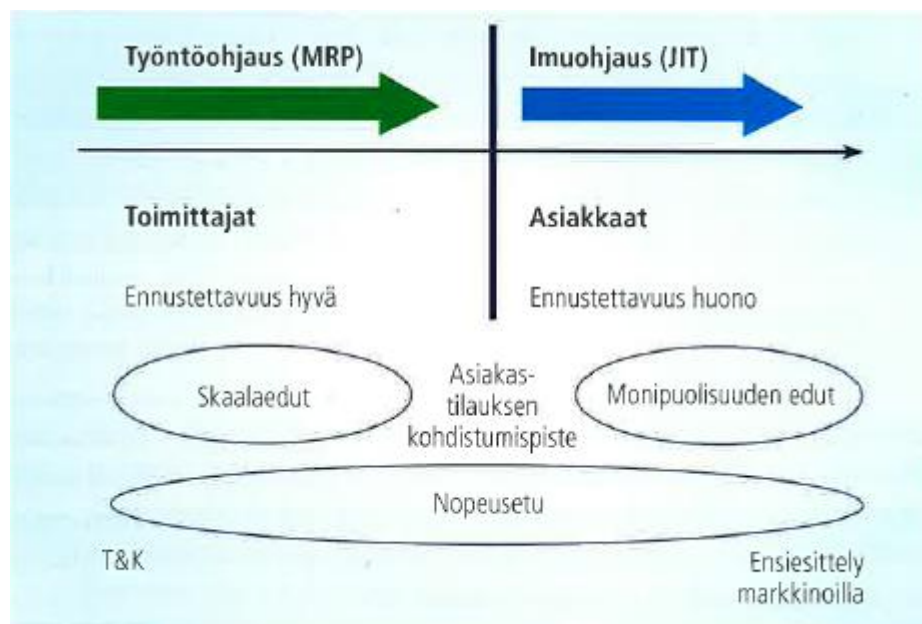 Työntöohjaus (MRP)
Imuohjaus (JIT)
Toimittajat
Asiakkaat
Ennustettavuus hyvä
Ennustettavuus huono
Skaalaedut
Asiakas-
tilauksen
kohdistumispiste
Monipuolisuuden edut
Nopeusetu
T&K
Ensiesittely
markkinoilla